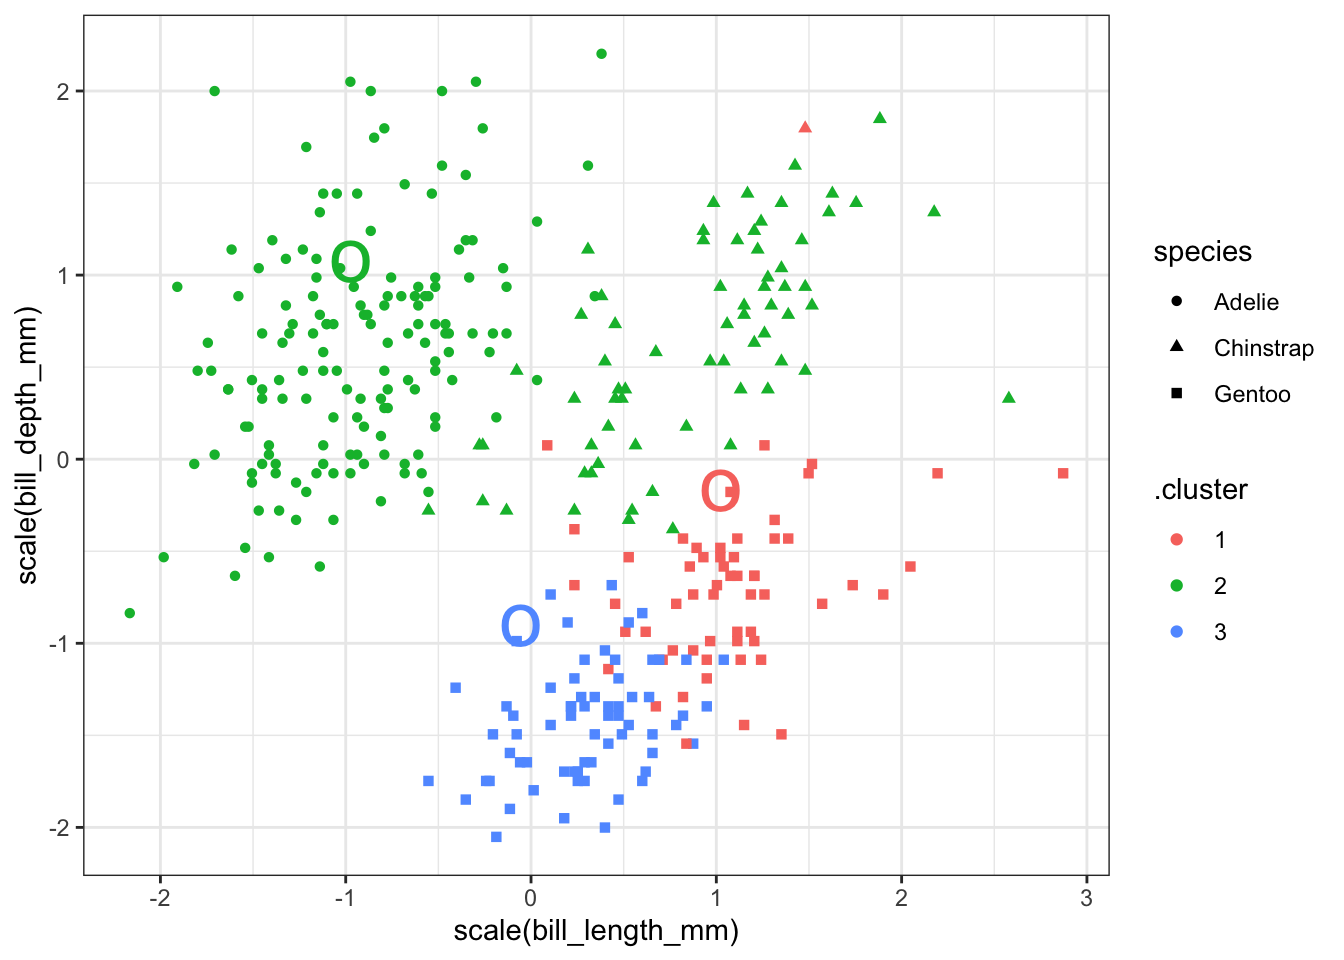 2
1
0
-1
-2
scale(bill_depth_mm)
-2
-1
0
1
2
3
scale(bill_length_mm)
species
Adelie
Chinstrap
Gentoo
.cluster
1
2
3
O
O
O